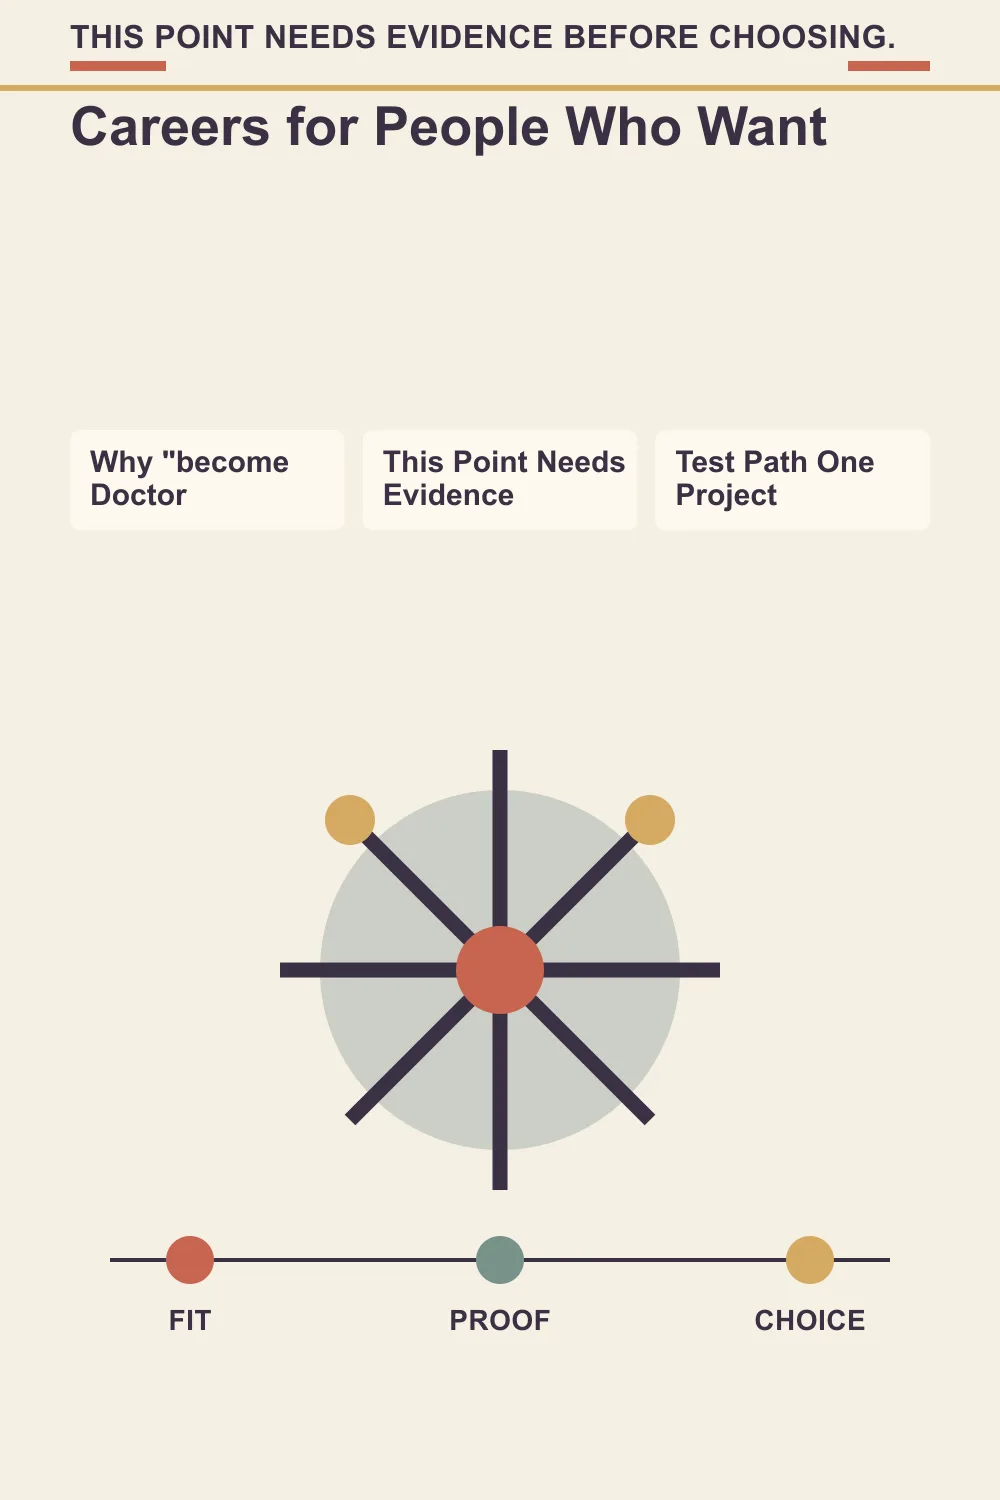 THIS POINT NEEDS EVIDENCE BEFORE CHOOSING.
Careers for People Who Want
Why "become
Doctor
This Point Needs
Evidence
Test Path One
Project
FIT
PROOF
CHOICE